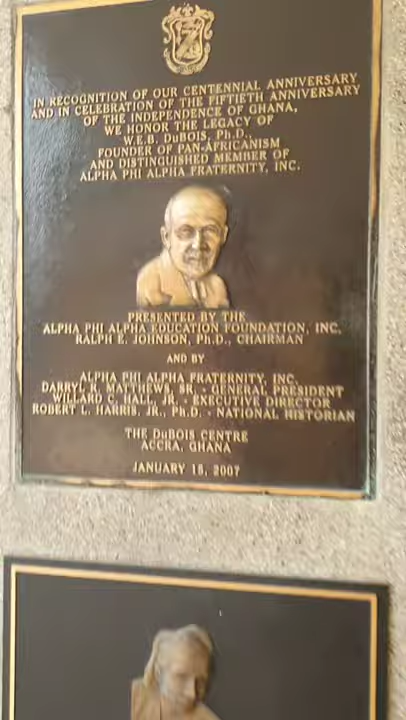 IN RECOGNITION OF OUR CENTENNIAL ANNIVERSARY
AND IN CELEBRATION OF THE FIFTIETH ANNIVERSARY
OF THE INDEPENDENCE OF GHANA,
WE HONOR THE LEGACY OF
W.E.B. DuBOIS, Ph.D.,
FOUNDER OF PAN-AFRICANISM
AND DISTINGUISHED MEMBER OF
ALPHA PHI ALPHA FRATERNITY, INC.
PRESENTED BY THE
ALPHA PHI ALPHA EDUCATION FOUNDATION, INC.
RALPH E. JOHNSON, Ph.D., CHAIRMAN
AND BY
ALPHA PHI ALPHA FRATERNITY, INC.
DARRYL R. MATTHEWS, SR. · GENERAL PRESIDENT
WILLARD C. HALL, JR. · EXECUTIVE DIRECTOR
ROBERT L. HARRIS, JR., Ph.D. · NATIONAL HISTORIAN
THE DuBOIS CENTRE
ACCRA, GHANA
JANUARY 15, 2007